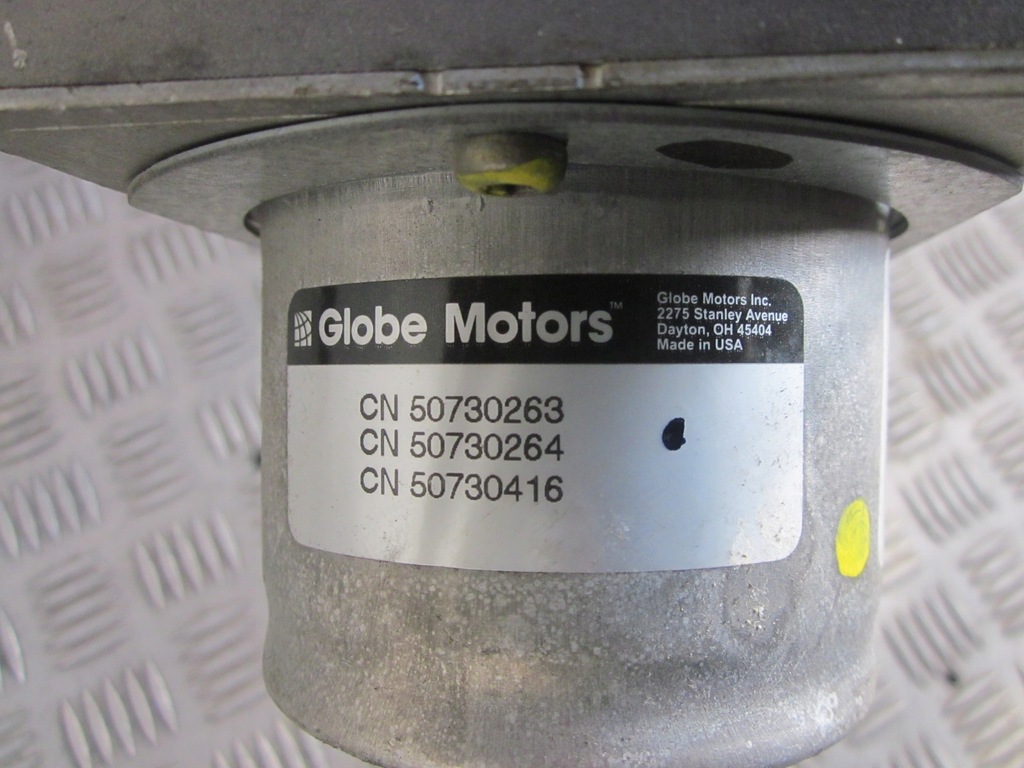 Globe Motors™
Globe Motors Inc.
2275 Stanley Avenue
Dayton, OH 45404
Made in USA
CN 50730263
CN 50730264
CN 50730416